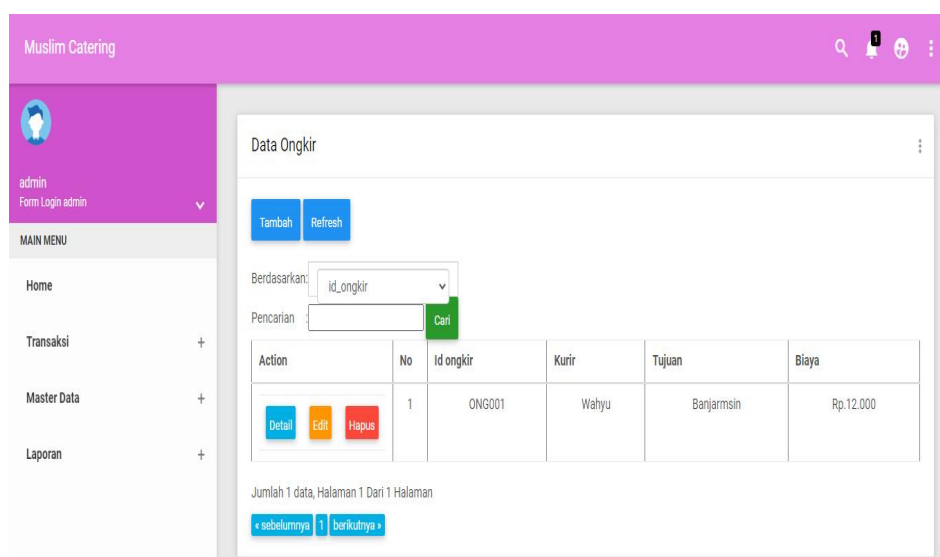 Muslim Catering
1
admin
Form Login admin
MAIN MENU
Home
Transaksi +
Master Data +
Laporan +
Data Ongkir
Tambah Refresh
Berdasarkan: id_ongkir
Pencarian : Cari
Action No Id ongkir Kurir Tujuan Biaya
Detail Edit Hapus 1 ONG001 Wahyu Banjarmsin Rp.12.000
Jumlah 1 data, Halaman 1 Dari 1 Halaman
« sebelumnya 1 berikutnya »